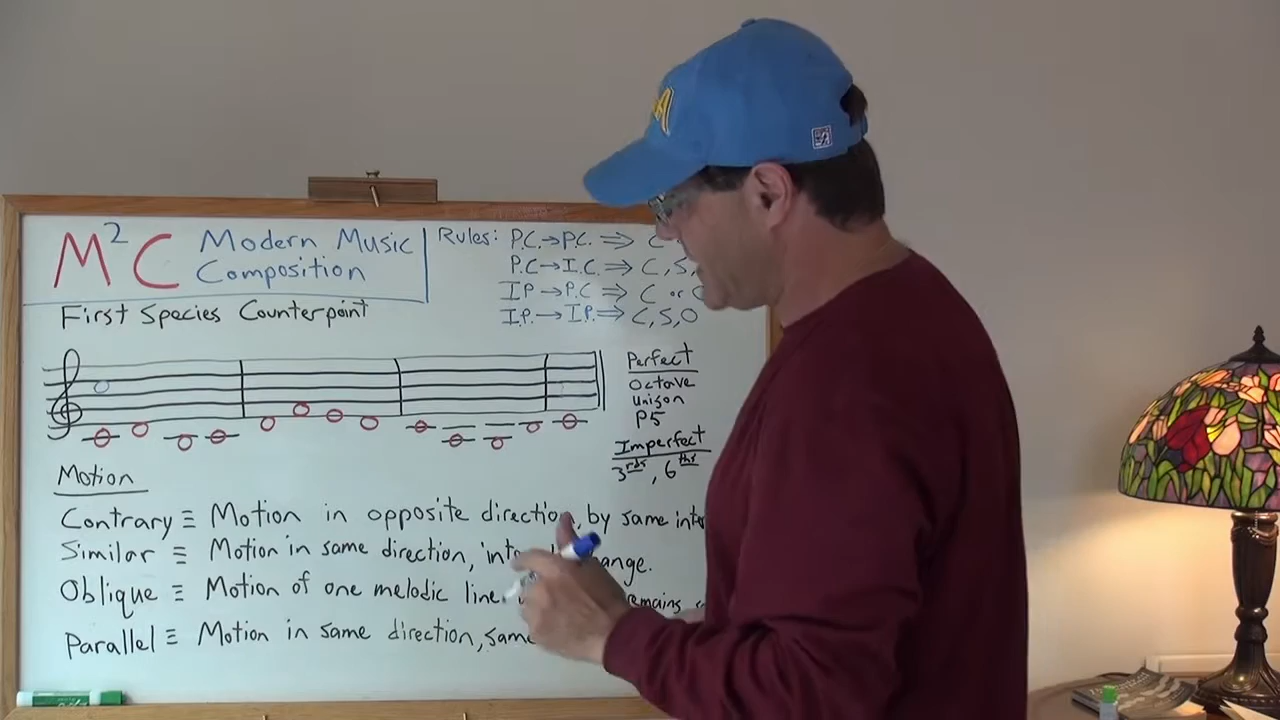 M²C Modern Music
Composition
First Species Counterpoint
Rules: P.C.→P.C. ⇒ C
P.C→I.C. ⇒ C, S,
I P → P.C ⇒ C or
I.P. → I.P. ⇒ C, S, O
Perfect
Octave
Unison
P5
Imperfect
3rds, 6ths
Motion
Contrary ≡ Motion in opposite direction, by same
Similar ≡ Motion in same direction,
Oblique ≡ Motion of one melodic line remains
Parallel ≡ Motion in same direction, same